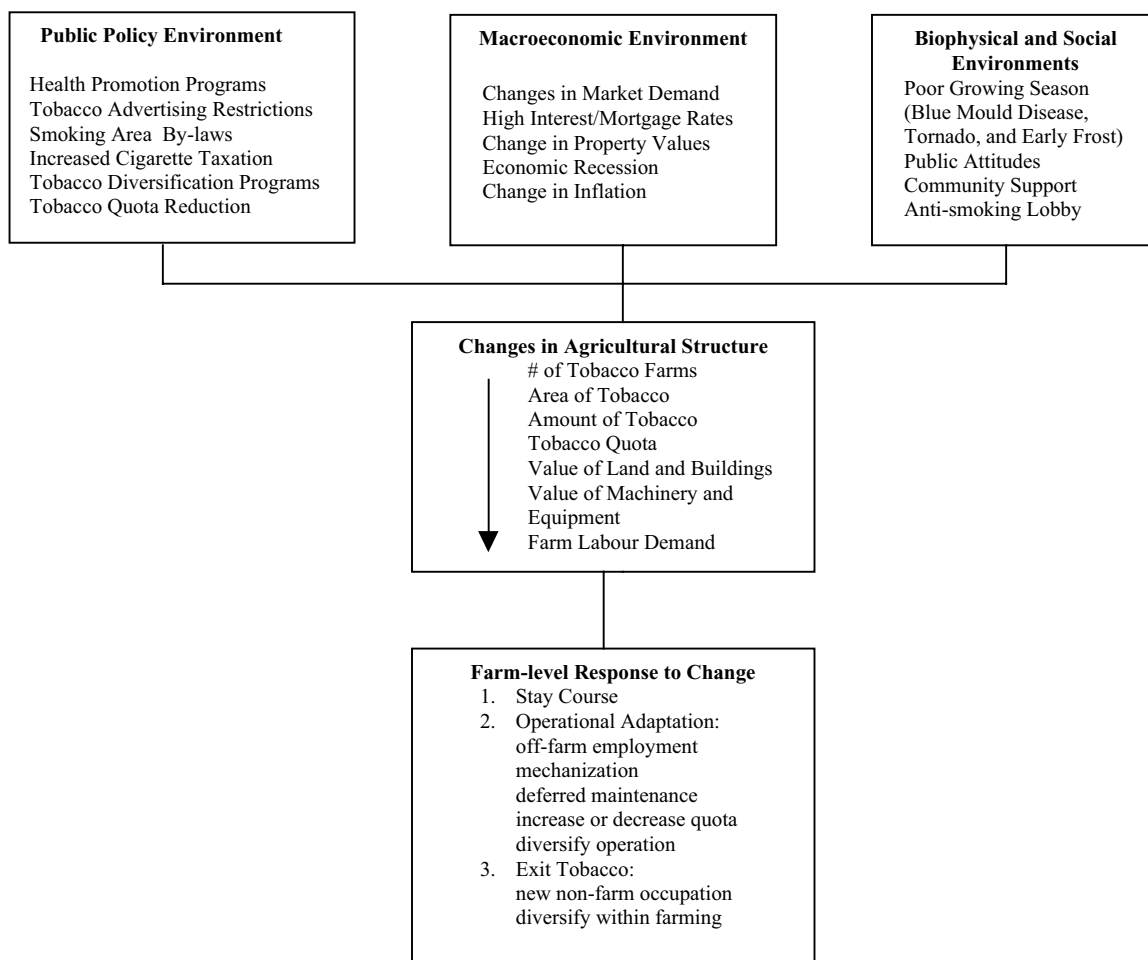 Public Policy Environment
Health Promotion Programs
Tobacco Advertising Restrictions
Smoking Area By-laws
Increased Cigarette Taxation
Tobacco Diversification Programs
Tobacco Quota Reduction
Macroeconomic Environment
Changes in Market Demand
High Interest/Mortgage Rates
Change in Property Values
Economic Recession
Change in Inflation
Biophysical and Social
Environments
Poor Growing Season
(Blue Mould Disease,
Tornado, and Early Frost)
Public Attitudes
Community Support
Anti-smoking Lobby
Changes in Agricultural Structure
# of Tobacco Farms
Area of Tobacco
Amount of Tobacco
Tobacco Quota
Value of Land and Buildings
Value of Machinery and
Equipment
Farm Labour Demand
Farm-level Response to Change
1. Stay Course
2. Operational Adaptation:
off-farm employment
mechanization
deferred maintenance
increase or decrease quota
diversify operation
3. Exit Tobacco:
new non-farm occupation
diversify within farming